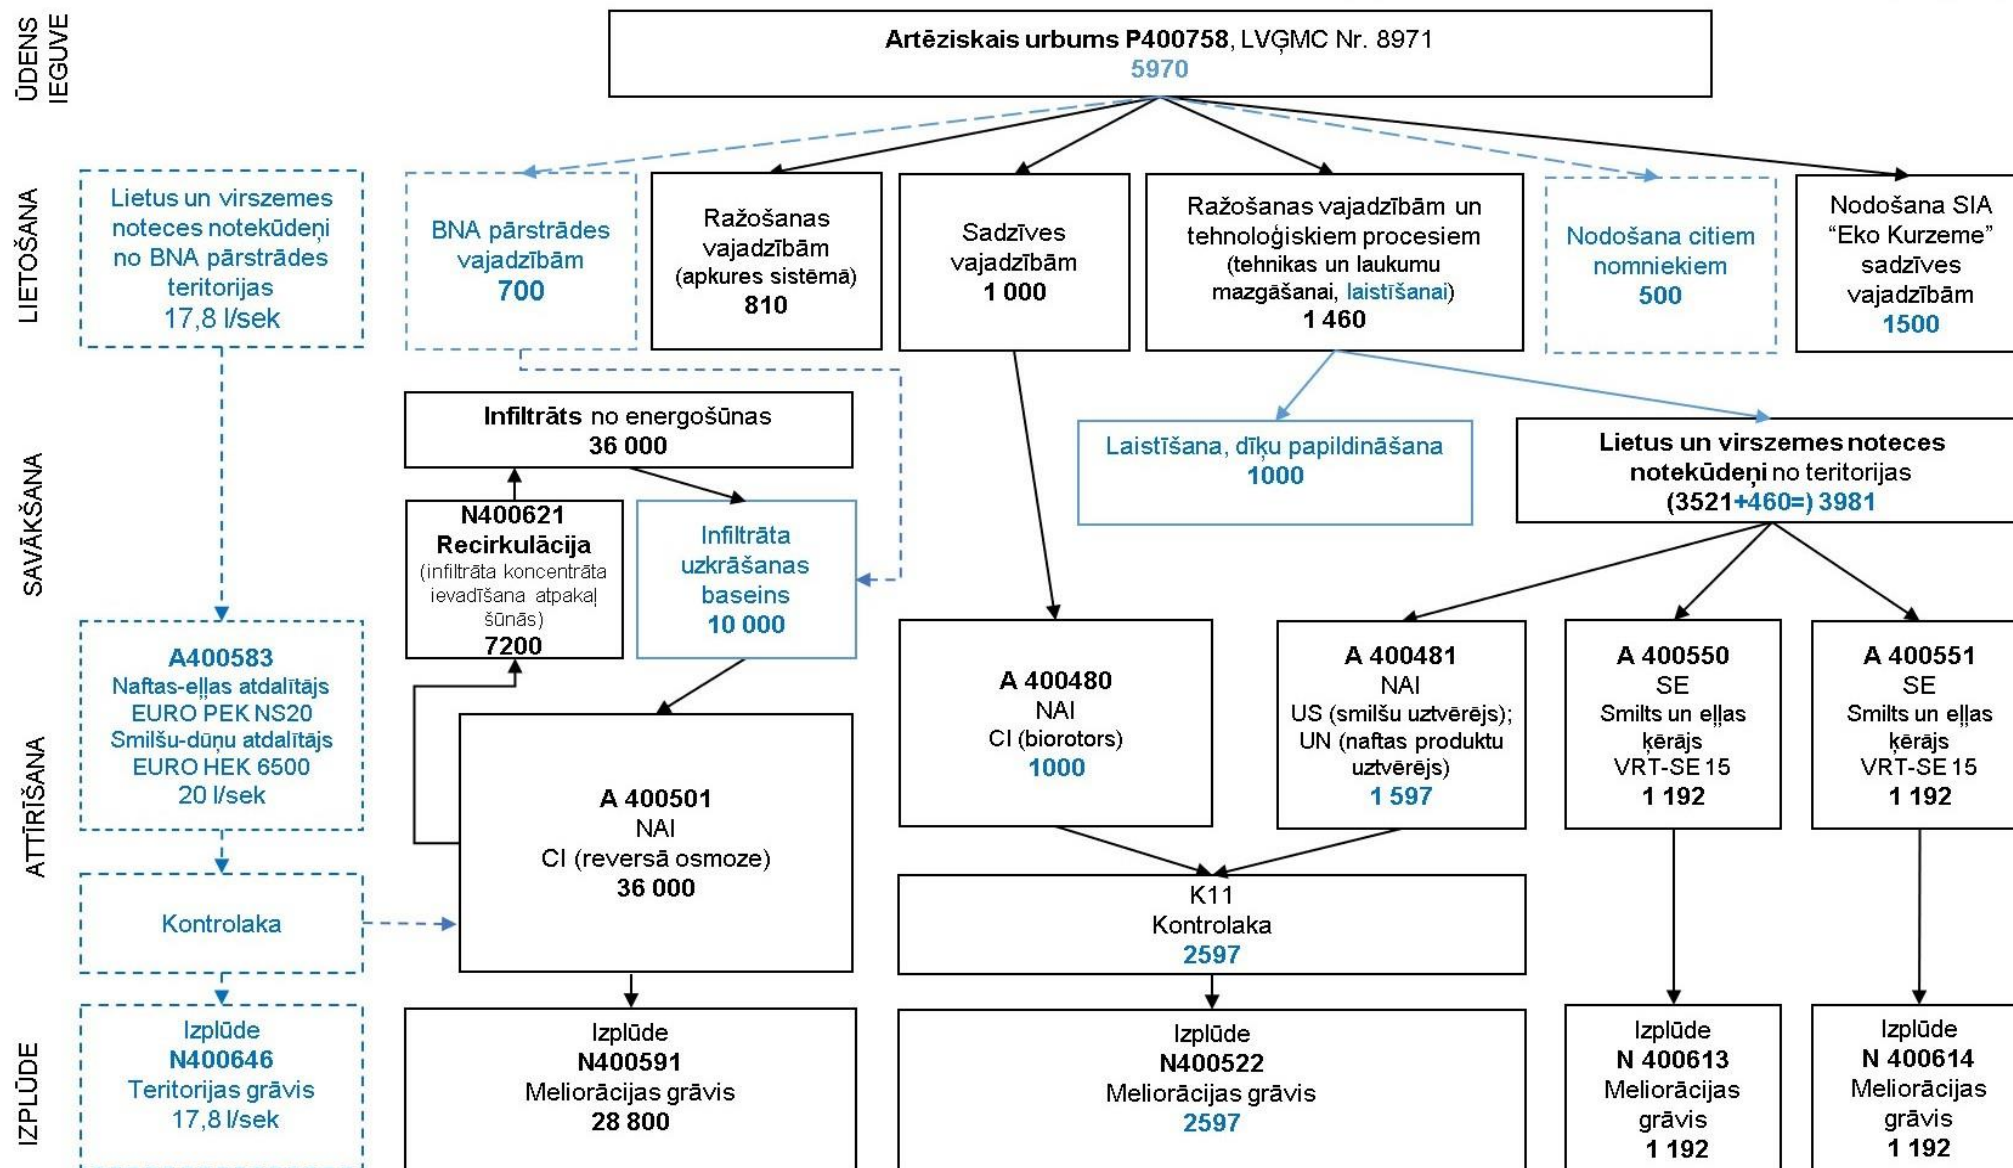 ŪDENS
IEGUVE
Artēziskais urbums P400758, LVĢMC Nr. 8971
5970
LIETOŠANA
Lietus un virszemes
noteces notekūdeņi
no BNA pārstrādes
teritorijas
17,8 l/sek
BNA pārstrādes
vajadzībām
700
Ražošanas
vajadzībām
(apkures sistēmā)
810
Sadzīves
vajadzībām
1 000
Ražošanas vajadzībām un
tehnoloģiskiem procesiem
(tehnikas un laukumu
mazgāšanai, laistīšanai)
1 460
Nodošana citiem
nomniekiem
500
Nodošana SIA
“Eko Kurzeme”
sadzīves
vajadzībām
1500
SAVĀKŠANA
Infiltrāts no energošūnas
36 000
N400621
Recirkulācija
(infiltrāta koncentrāta
ievadīšana atpakaļ
šūnās)
7200
Infiltrāta
uzkrāšanas
baseins
10 000
Laistīšana, dīķu papildināšana
1000
Lietus un virszemes noteces
notekūdeņi no teritorijas
(3521+460=) 3981
ATTĪRĪŠANA
A400583
Naftas-eļļas atdalītājs
EURO PEK NS20
Smilšu-dūņu atdalītājs
EURO HEK 6500
20 l/sek
Kontrolaka
A 400501
NAI
CI (reversā osmoze)
36 000
A 400480
NAI
CI (biorotors)
1000
A 400481
NAI
US (smilšu uztvērējs);
UN (naftas produktu
uztvērējs)
1 597
A 400550
SE
Smilts un eļļas
ķērājs
VRT-SE 15
1 192
A 400551
SE
Smilts un eļļas
ķērājs
VRT-SE 15
1 192
K11
Kontrolaka
2597
IZPLŪDE
Izplūde
N400646
Teritorijas grāvis
17,8 l/sek
Izplūde
N400591
Meliorācijas grāvis
28 800
Izplūde
N400522
Meliorācijas grāvis
2597
Izplūde
N 400613
Meliorācijas
grāvis
1 192
Izplūde
N 400614
Meliorācijas
grāvis
1 192